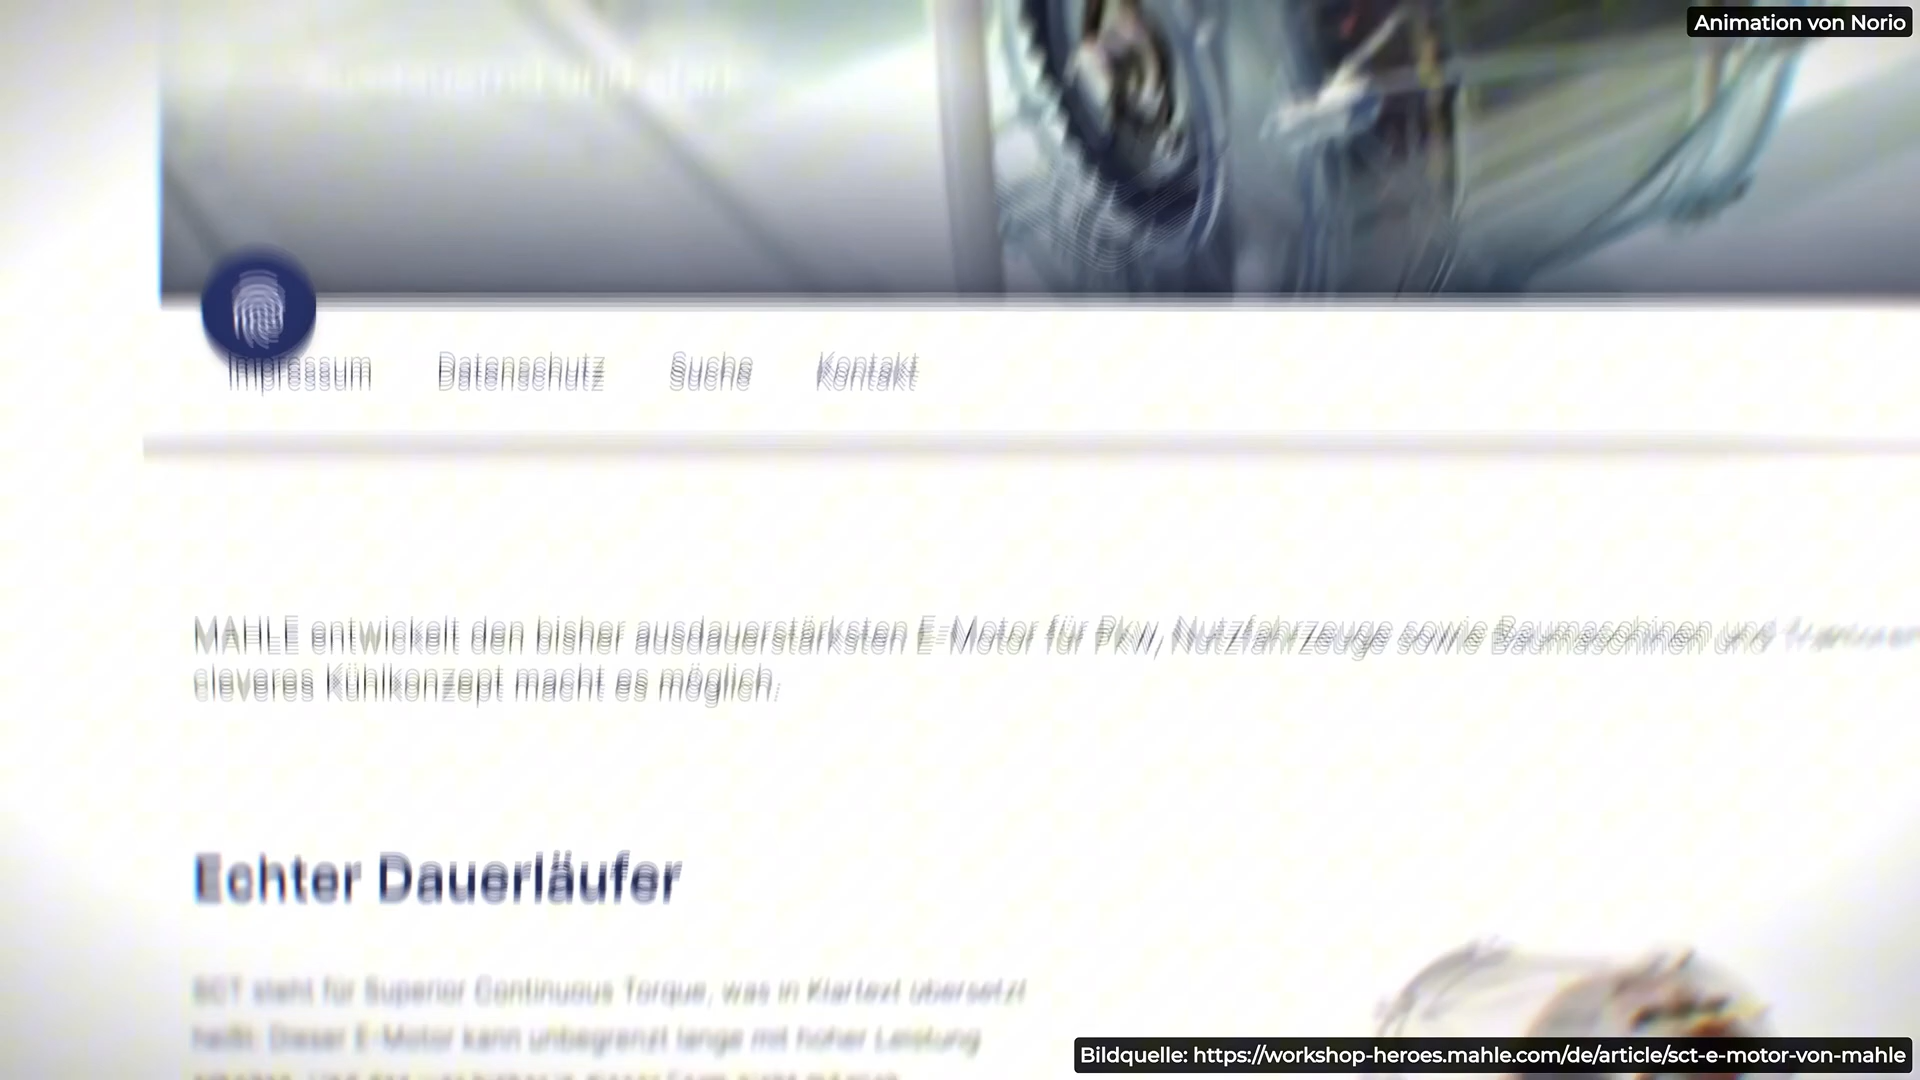 Animation von Norio
Impressum Datenschutz Suche Kontakt
MAHLE entwickelt den bisher ausdauerstärksten E-Motor für Pkw, Nutzfahrzeuge sowie Baumaschinen und
cleveres Kühlkonzept macht es möglich.
Echter Dauerläufer
SCT steht für Superior Continuous Torque, was in Klartext übersetzt
heißt: Dieser E-Motor kann unbegrenzt lange mit hoher Leistung
Bildquelle: https://workshop-heroes.mahle.com/de/article/sct-e-motor-von-mahle